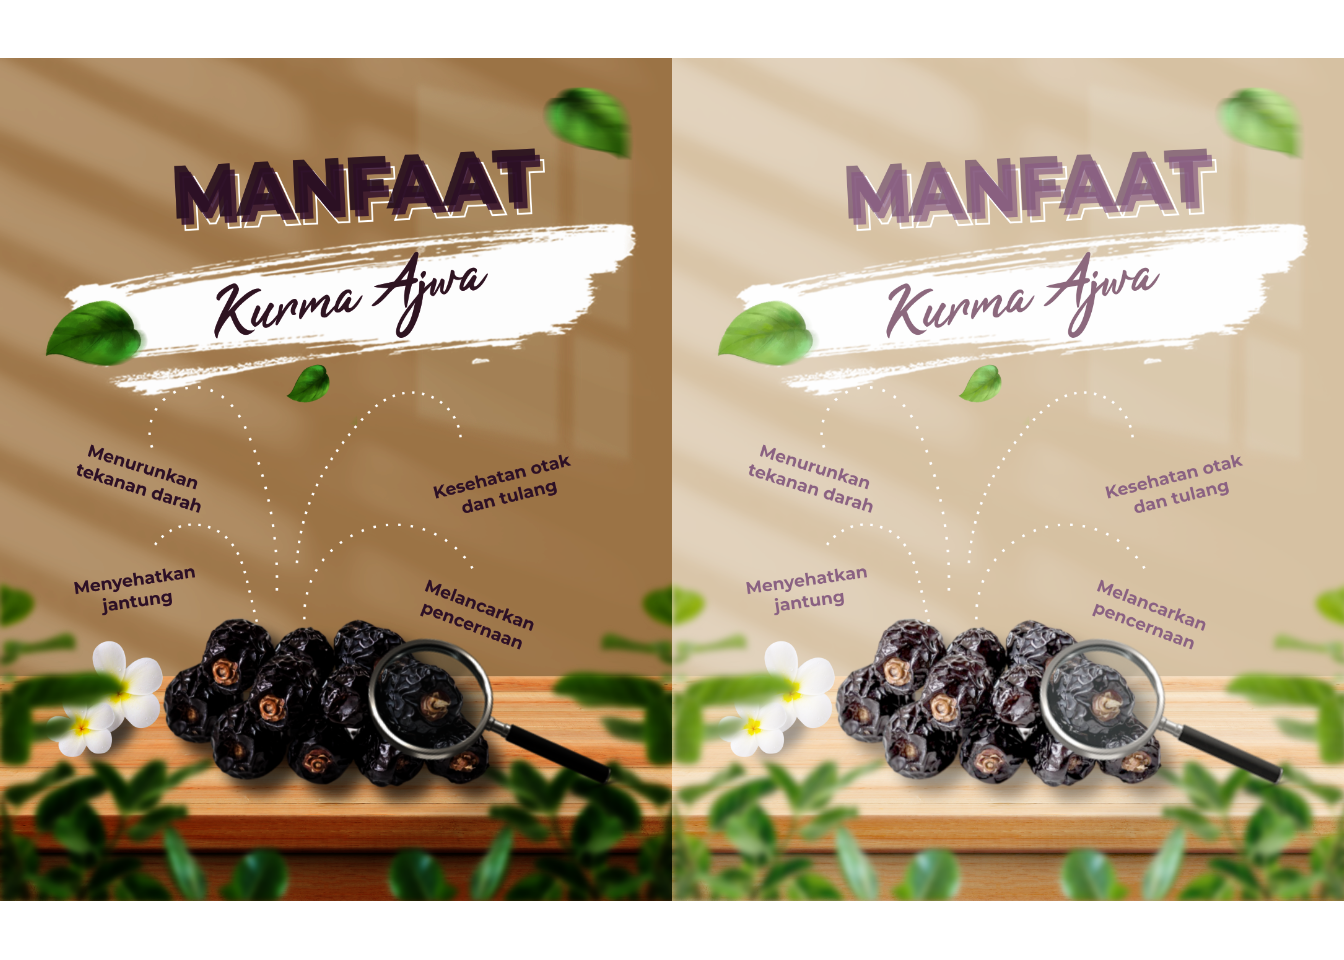 MANFAAT
Kurma Ajwa
Menurunkan
tekanan darah
Kesehatan otak
dan tulang
Menyehatkan
jantung
Melancarkan
pencernaan
MANFAAT
Kurma Ajwa
Menurunkan
tekanan darah
Kesehatan otak
dan tulang
Menyehatkan
jantung
Melancarkan
pencernaan